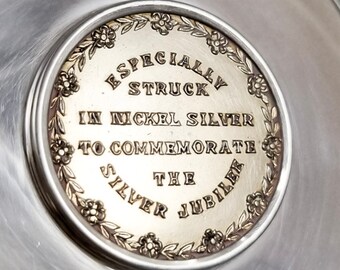 ESPECIALLY
STRUCK
IN NICKEL SILVER
TO COMMEMORATE
THE
SILVER JUBILEE